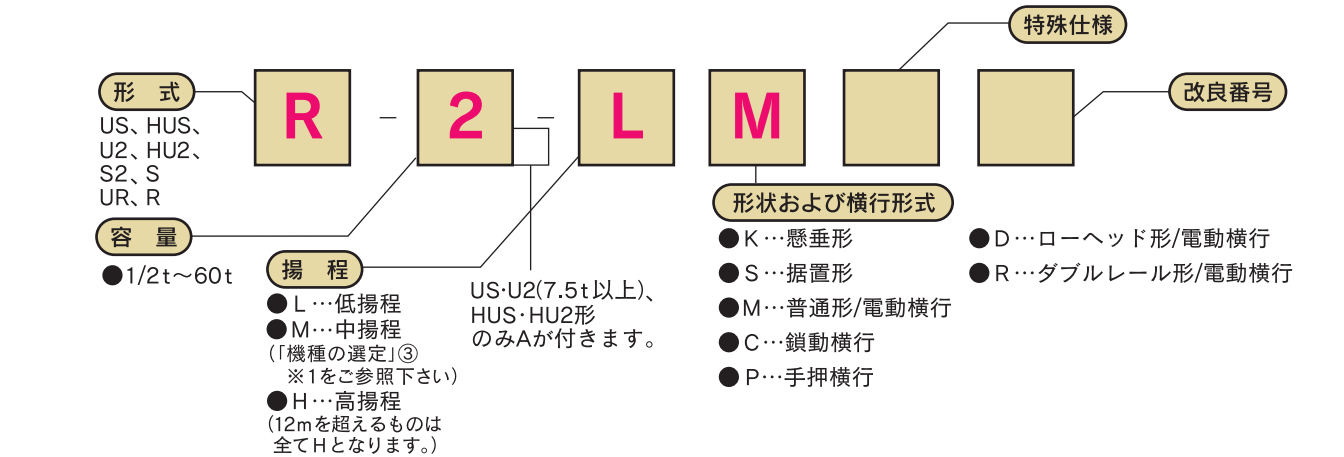 特殊仕様
形 式
R - 2 - L M
改良番号
US、HUS、
U2、HU2、
S2、S
UR、R
容 量
●1/2t～60t
揚 程
●L…低揚程
●M…中揚程
(「機種の選定」③
※1をご参照下さい)
●H…高揚程
(12mを超えるものは
全てHとなります。)
US·U2(7.5t以上)、
HUS·HU2形
のみAが付きます。
形状および横行形式
●K…懸垂形
●S…据置形
●M…普通形/電動横行
●C…鎖動横行
●P…手押横行
●D…ローヘッド形/電動横行
●R…ダブルレール形/電動横行